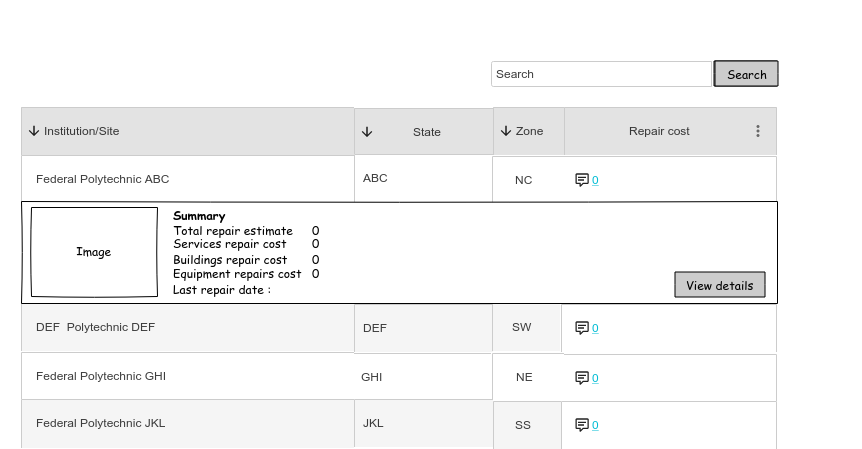 Search Search
Institution/Site State Zone Repair cost
Federal Polytechnic ABC ABC NC 0
Image
Summary
Total repair estimate 0
Services repair cost 0
Buildings repair cost 0
Equipment repairs cost 0
Last repair date :
View details
DEF Polytechnic DEF DEF SW 0
Federal Polytechnic GHI GHI NE 0
Federal Polytechnic JKL JKL SS 0